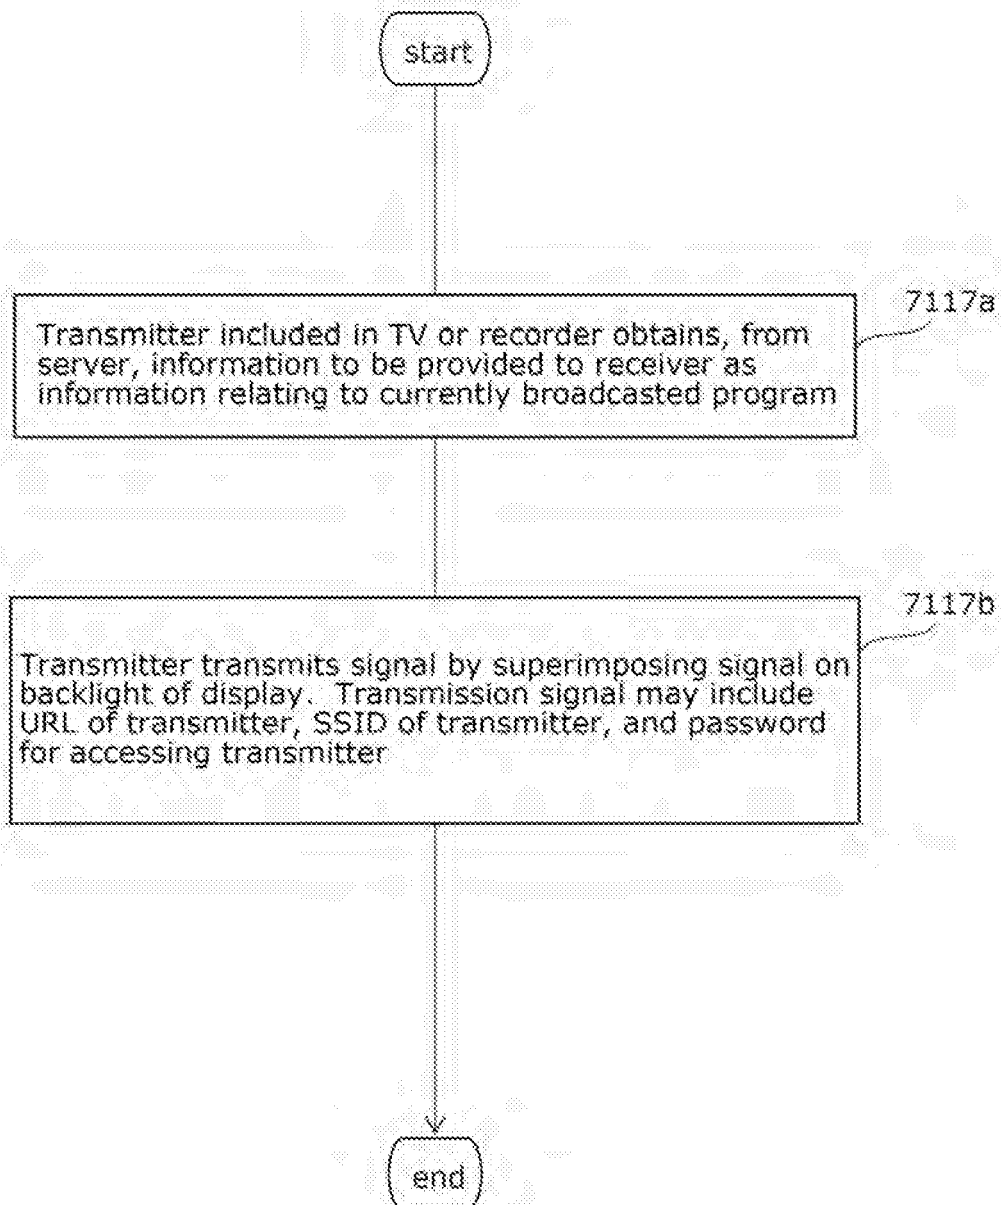 start
7117a
Transmitter included in TV or recorder obtains, from
server, information to be provided to receiver as
information relating to currently broadcasted program
7117b
Transmitter transmits signal by superimposing signal on
backlight of display. Transmission signal may include
URL of transmitter, SSID of transmitter, and password
for accessing transmitter
end